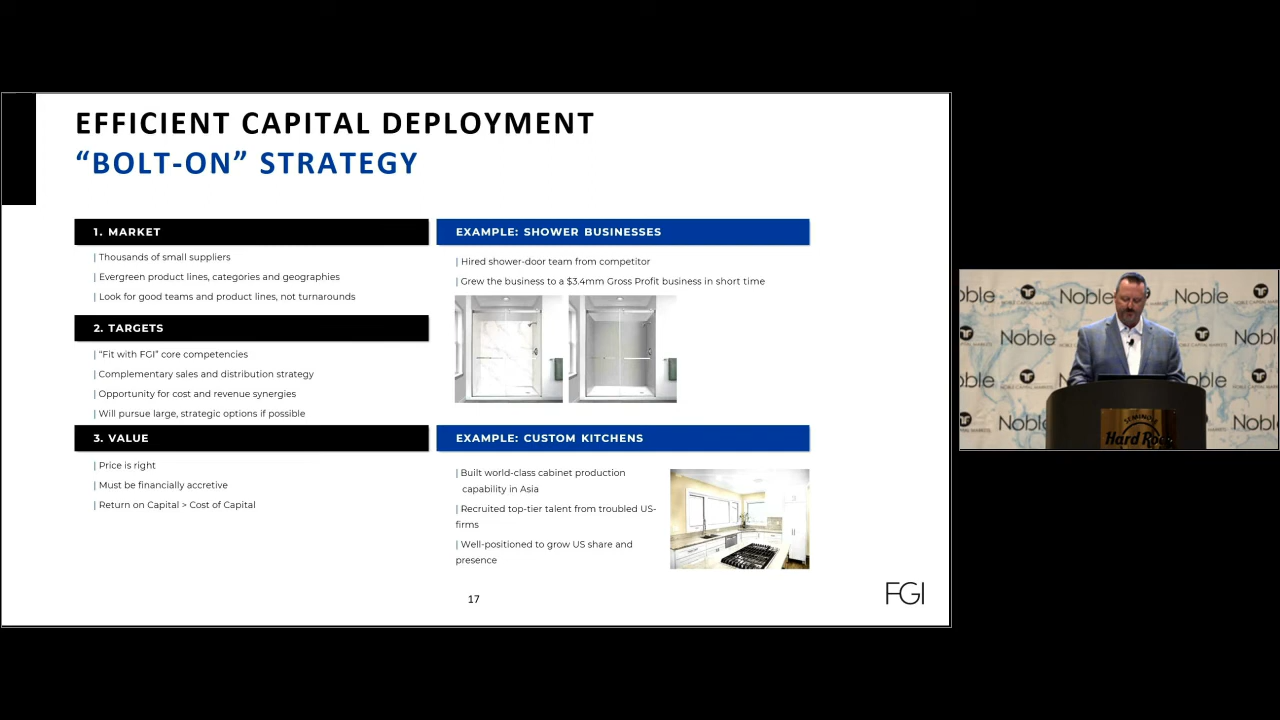 EFFICIENT CAPITAL DEPLOYMENT
“BOLT-ON” STRATEGY
1. MARKET
| Thousands of small suppliers
| Evergreen product lines, categories and geographies
| Look for good teams and product lines, not turnarounds
2. TARGETS
| “Fit with FGI” core competencies
| Complementary sales and distribution strategy
| Opportunity for cost and revenue synergies
| Will pursue large, strategic options if possible
3. VALUE
| Price is right
| Must be financially accretive
| Return on Capital > Cost of Capital
EXAMPLE: SHOWER BUSINESSES
| Hired shower-door team from competitor
| Grew the business to a $3.4mm Gross Profit business in short time
EXAMPLE: CUSTOM KITCHENS
| Built world-class cabinet production
capability in Asia
| Recruited top-tier talent from troubled US-
firms
| Well-positioned to grow US share and
presence
17
FGI
Noble
Noble
Noble
Noble
Hard Rock